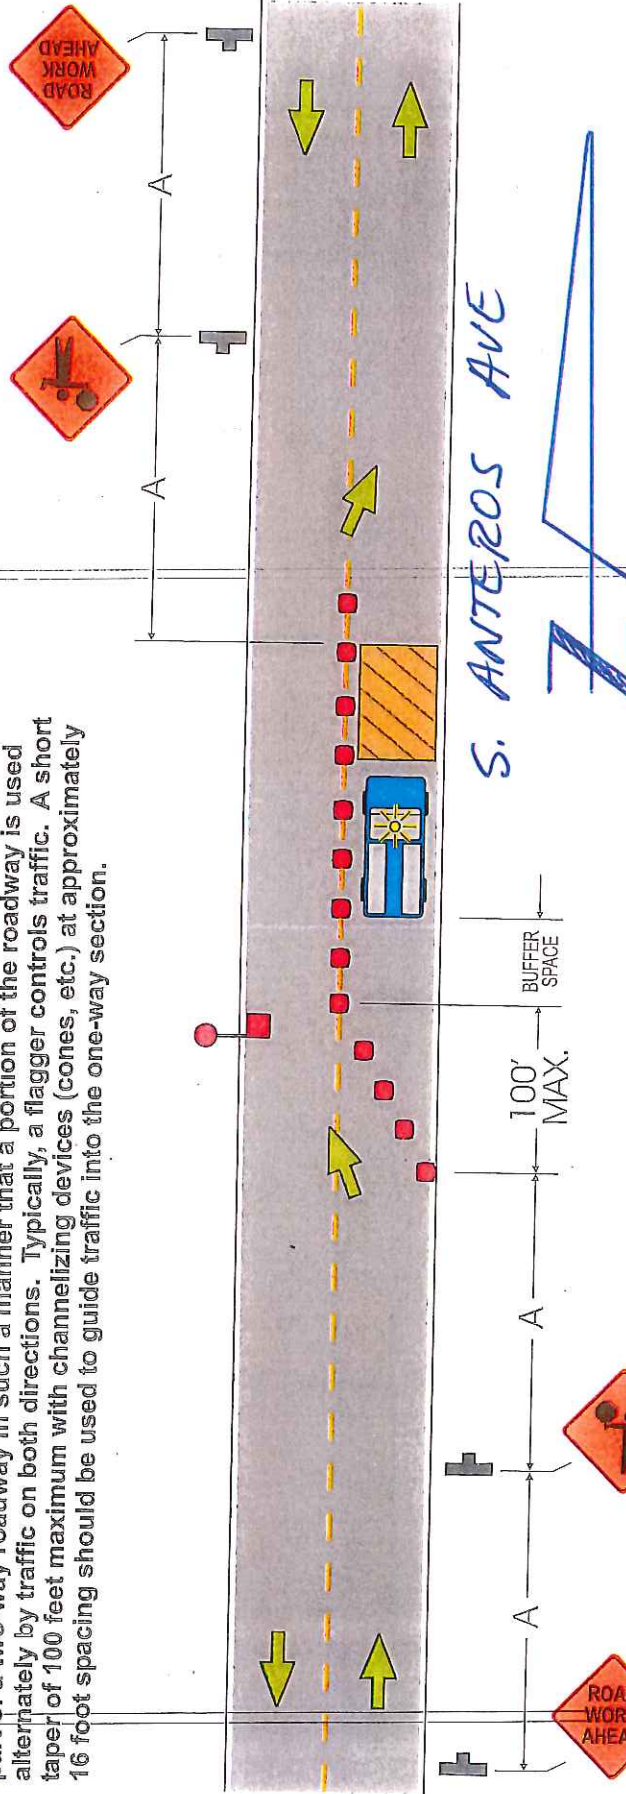 alternately by traffic on both directions. Typically, a flagger controls traffic. A short
taper of 100 feet maximum with channelizing devices (cones, etc.) at approximately
16 foot spacing should be used to guide traffic into the one-way section.
ROAD
WORK
AHEAD
A
A
S. ANTEROS AVE
BUFFER
SPACE
100'
MAX.
A
A